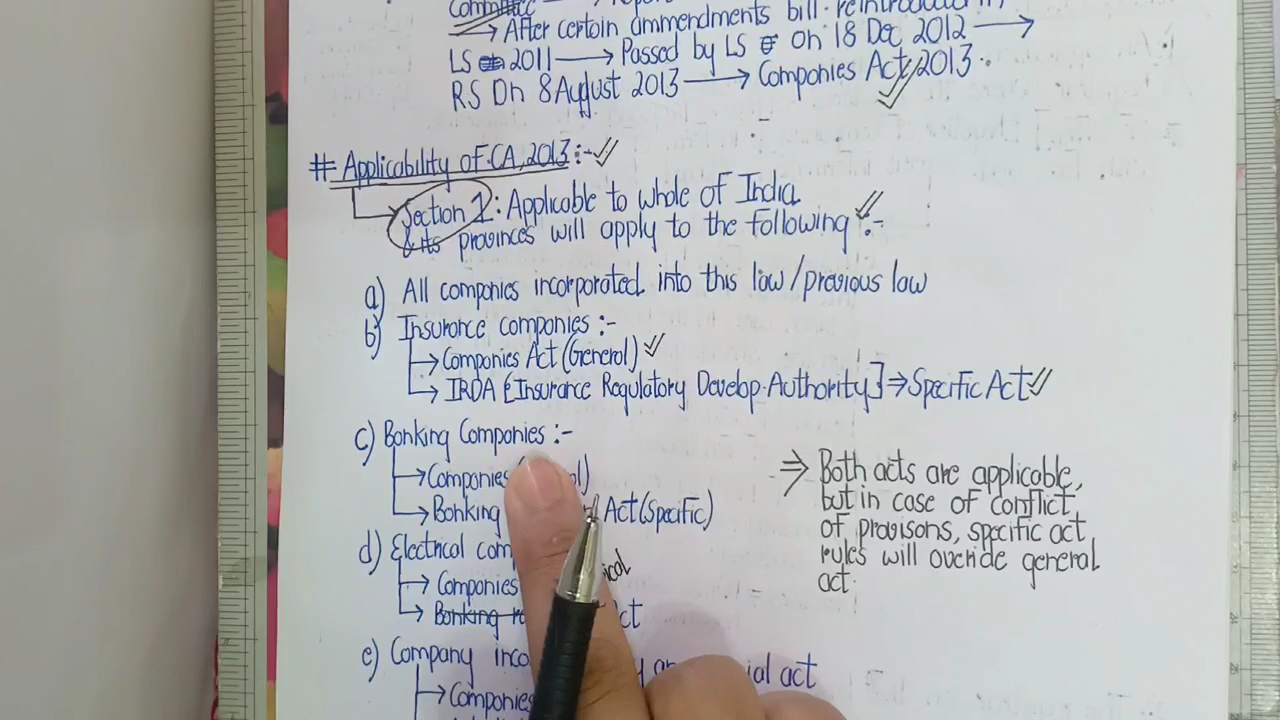 Committee
→ After certain ammendments bill reintroduced in
LS 2011 → Passed by LS on 18 Dec 2012 →
RS On 8 August 2013 → Companies Act, 2013.
# Applicability of CA, 2013:-
Section 1: Applicable to whole of India
& its provinces will apply to the following :-
a) All companies incorporated into this law/previous law
b) Insurance companies :-
→ Companies Act (General)
→ IRDA [Insurance Regulatory Develop. Authority] ⇒ Specific Act
c) Banking Companies :-
→ Companies
→ Banking Act (Specific)
⇒ Both acts are applicable,
but in case of conflict
of provisons, specific act
rules will overide general
act.
d) Electrical
→ Companies
→ Banking
e) Company act
→ Companies